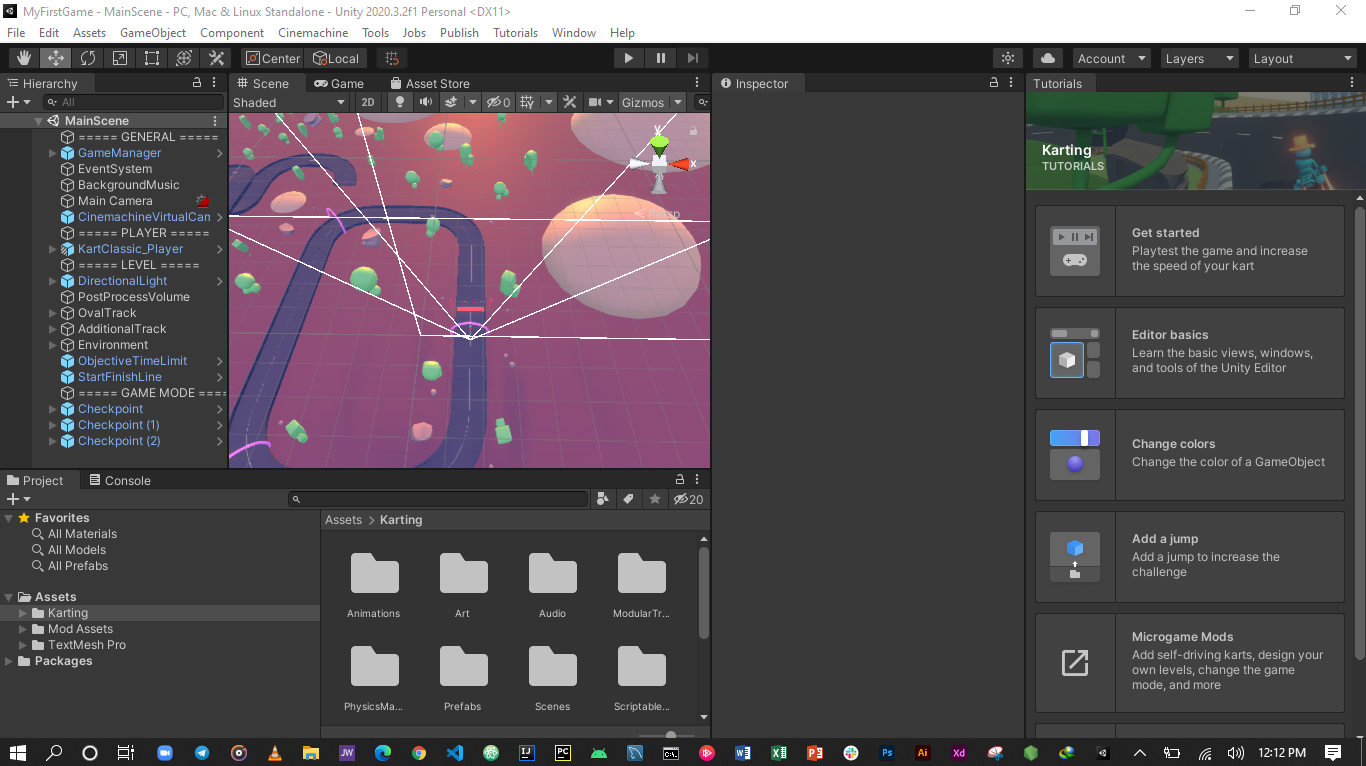 MyFirstGame - MainScene - PC, Mac & Linux Standalone - Unity 2020.3.2f1 Personal <DX11>
File Edit Assets GameObject Component Cinemachine Tools Jobs Publish Tutorials Window Help
Center Local Account Layers Layout
Hierarchy
All
MainScene
===== GENERAL =====
GameManager
EventSystem
BackgroundMusic
Main Camera
CinemachineVirtualCan
===== PLAYER =====
KartClassic_Player
===== LEVEL =====
DirectionalLight
PostProcessVolume
OvalTrack
AdditionalTrack
Environment
ObjectiveTimeLimit
StartFinishLine
===== GAME MODE ====
Checkpoint
Checkpoint (1)
Checkpoint (2)
Scene Game Asset Store
Shaded 2D 0 Gizmos
y
x
Persp
Inspector
Tutorials
Karting
TUTORIALS
Get started
Playtest the game and increase
the speed of your kart
Editor basics
Learn the basic views, windows,
and tools of the Unity Editor
Change colors
Change the color of a GameObject
Add a jump
Add a jump to increase the
challenge
Microgame Mods
Add self-driving karts, design your
own levels, change the game
mode, and more
Project Console
20
Favorites
All Materials
All Models
All Prefabs
Assets
Karting
Mod Assets
TextMesh Pro
Packages
Assets > Karting
Animations Art Audio ModularTr...
PhysicsMa... Prefabs Scenes Scriptable...
JW IJ PC W X P Ps Ai Xd 12:12 PM